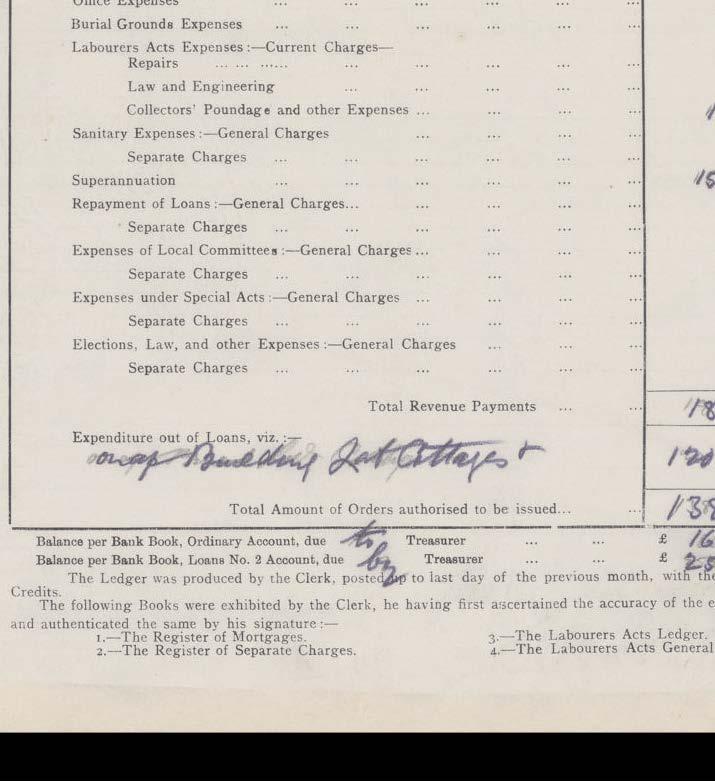 Office Expenses ... ... ... ... ... ...
Burial Grounds Expenses ... ... ... ... ... ...
Labourers Acts Expenses :—Current Charges—
Repairs ... ... ...... ... ... ... ... ...
Law and Engineering ... ... ... ... ...
Collectors' Poundage and other Expenses ... ... ... ... 1
Sanitary Expenses :—General Charges ... ... ... ...
Separate Charges ... ... ... ... ... ...
Superannuation ... ... ... ... ... ... 15
Repayment of Loans :—General Charges... ... ... ... ...
Separate Charges ... ... ... ... ... ...
Expenses of Local Committees :—General Charges ... ... ... ...
Separate Charges ... ... ... ... ... ...
Expenses under Special Acts :—General Charges ... ... ... ...
Separate Charges ... ... ... ... ... ...
Elections, Law, and other Expenses :—General Charges ... ... ...
Separate Charges ... ... ... ... ... ...
Total Revenue Payments ... ... 18
Expenditure out of Loans, viz. :—
Building Lab Cottages + 120
Total Amount of Orders authorised to be issued... ... 138
Balance per Bank Book, Ordinary Account, due to Treasurer ... ... £ 16
Balance per Bank Book, Loans No. 2 Account, due by Treasurer ... ... £ 25
The Ledger was produced by the Clerk, posted up to last day of the previous month, with the
Credits.
The following Books were exhibited by the Clerk, he having first ascertained the accuracy of the e
and authenticated the same by his signature :—
1.—The Register of Mortgages. 3.—The Labourers Acts Ledger.
2.—The Register of Separate Charges. 4.—The Labourers Acts General